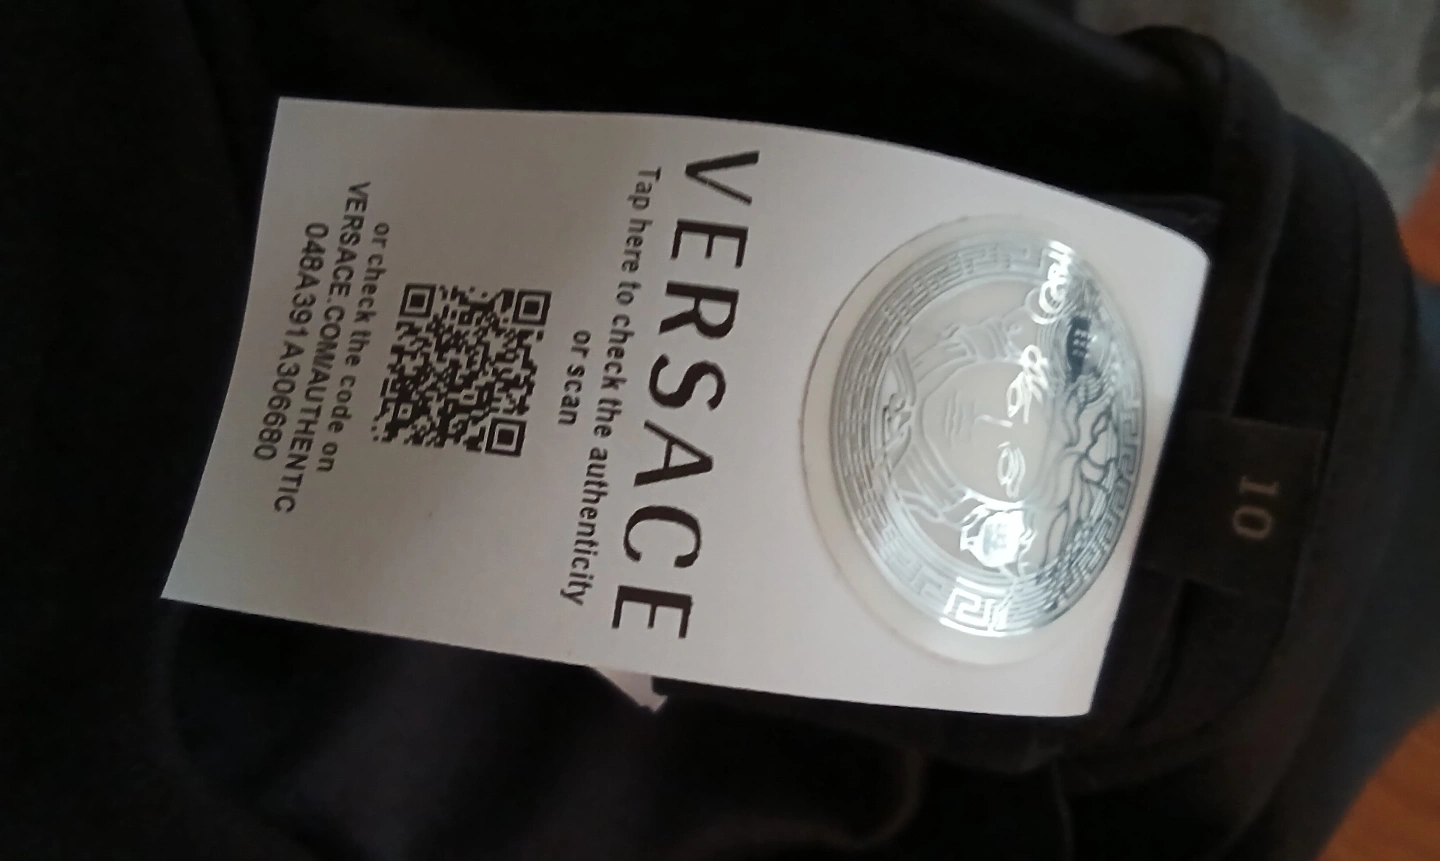 VERSACE
Tap here to check the authenticity
or scan
or check the code on
VERSACE.COM/AUTHENTIC
048A391A306680
10